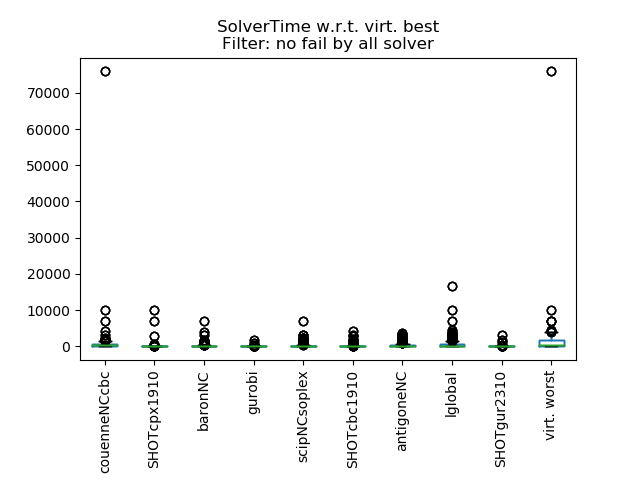 SolverTime w.r.t. virt. best
Filter: no fail by all solver
70000
60000
50000
40000
30000
20000
10000
0
couenneNCcbc
SHOTcpx1910
baronNC
gurobi
scipNCsoplex
SHOTcbc1910
antigoneNC
lglobal
SHOTgur2310
virt. worst